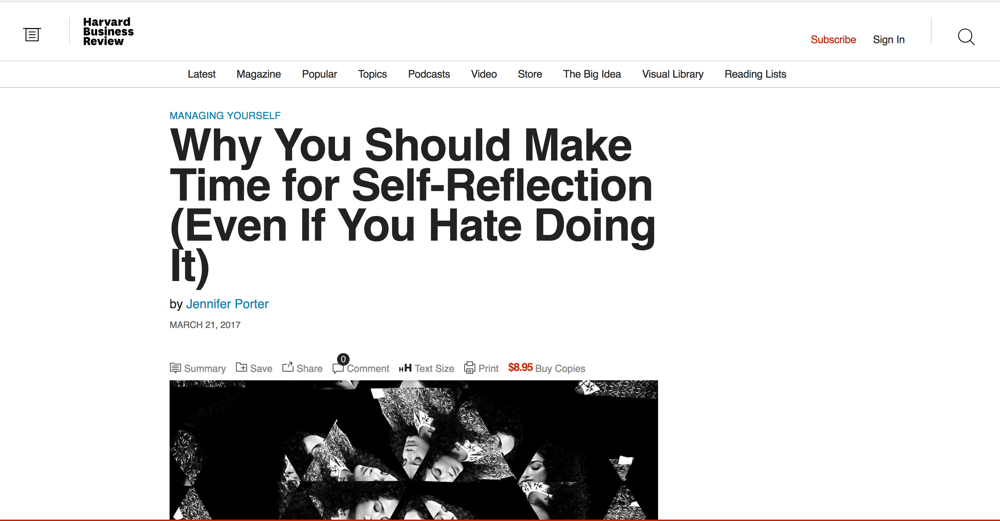 Harvard
Business
Review
Subscribe Sign In
Latest Magazine Popular Topics Podcasts Video Store The Big Idea Visual Library Reading Lists
MANAGING YOURSELF
Why You Should Make
Time for Self-Reflection
(Even If You Hate Doing
It)
by Jennifer Porter
MARCH 21, 2017
Summary Save Share 0 Comment HH Text Size Print $8.95 Buy Copies